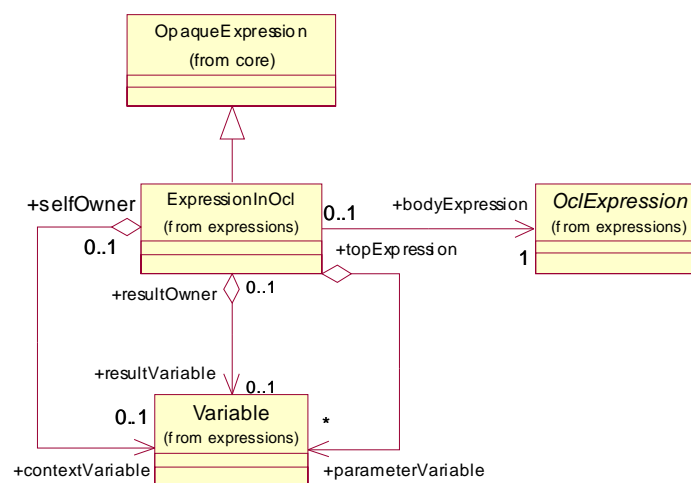 OpaqueExpression
(from core)
+selfOwner
0..1
ExpressionInOcl
(from expressions)
0..1
+bodyExpression
OclExpression
(from expressions)
1
+topExpression
+resultOwner
0..1
+resultVariable
0..1
0..1
Variable
(from expressions)
*
+contextVariable
+parameterVariable